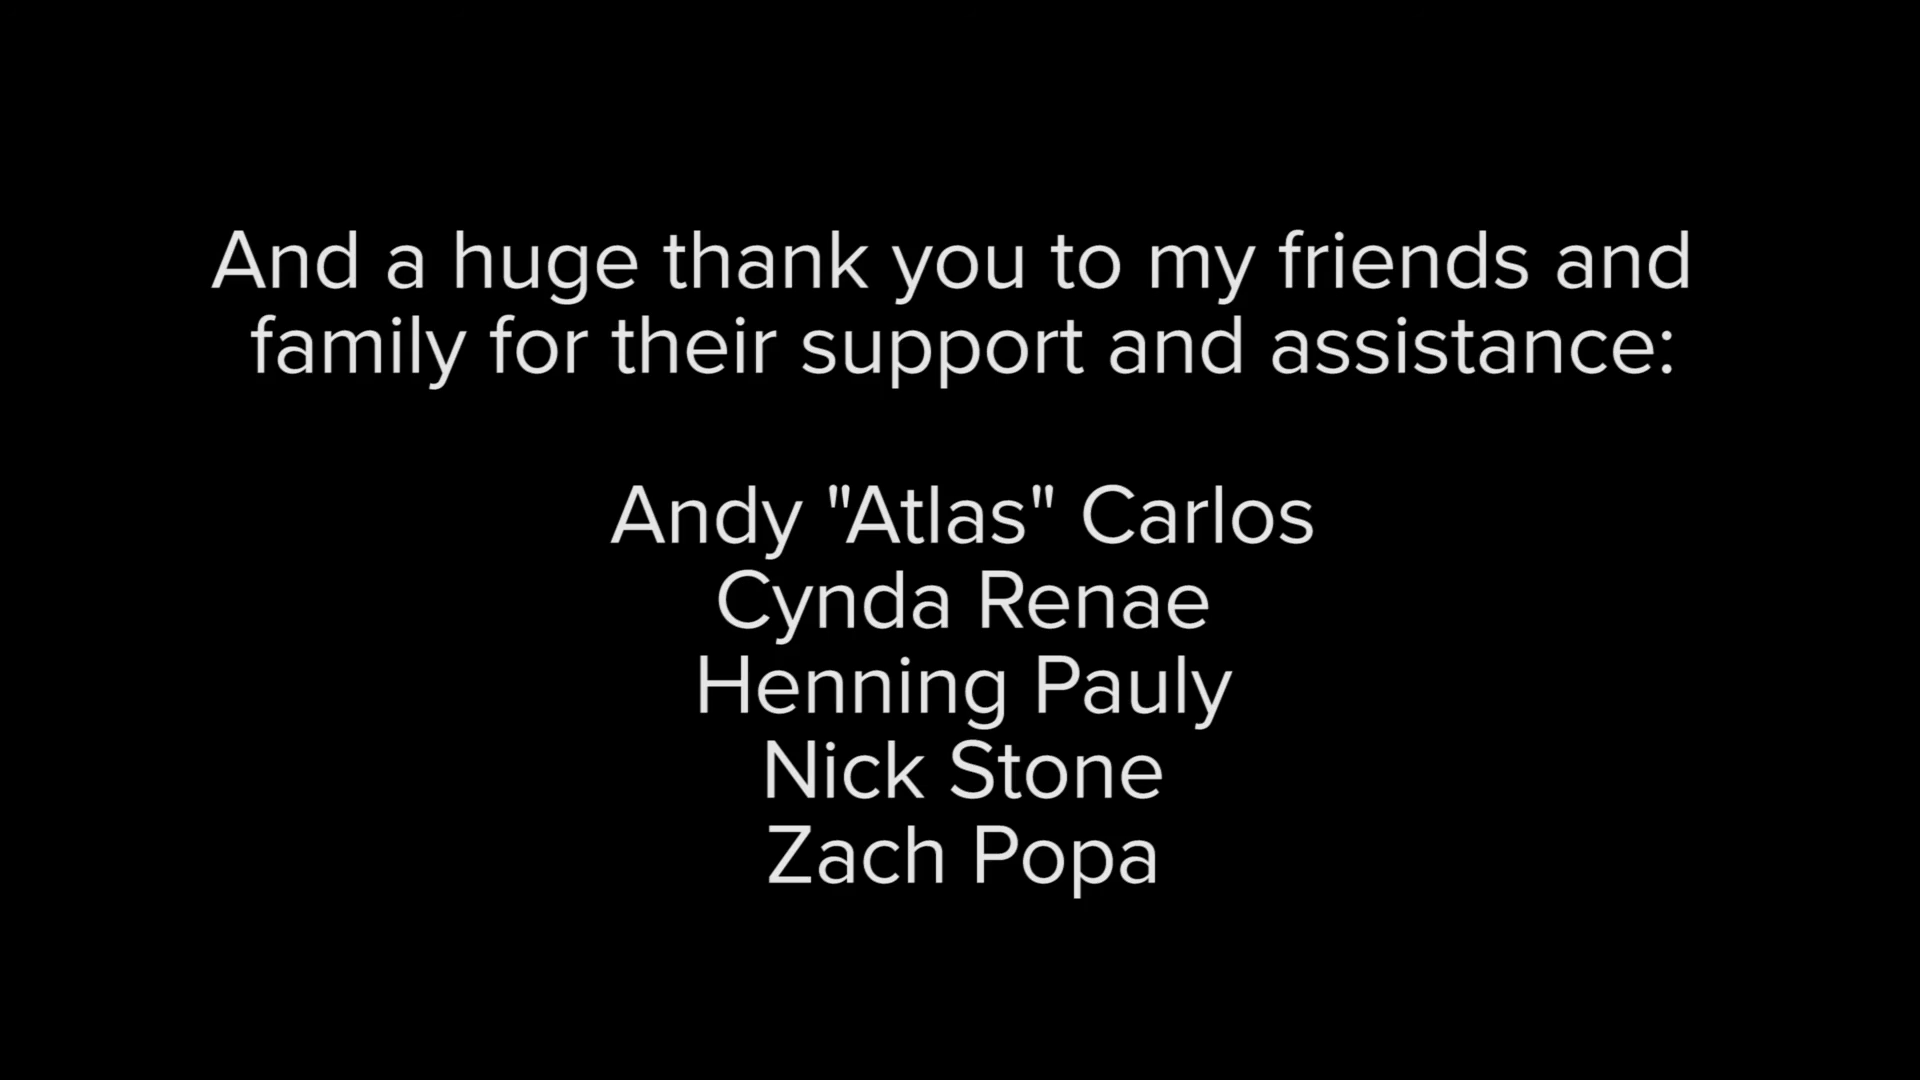 And a huge thank you to my friends and
family for their support and assistance:
Andy "Atlas" Carlos
Cynda Renae
Henning Pauly
Nick Stone
Zach Popa